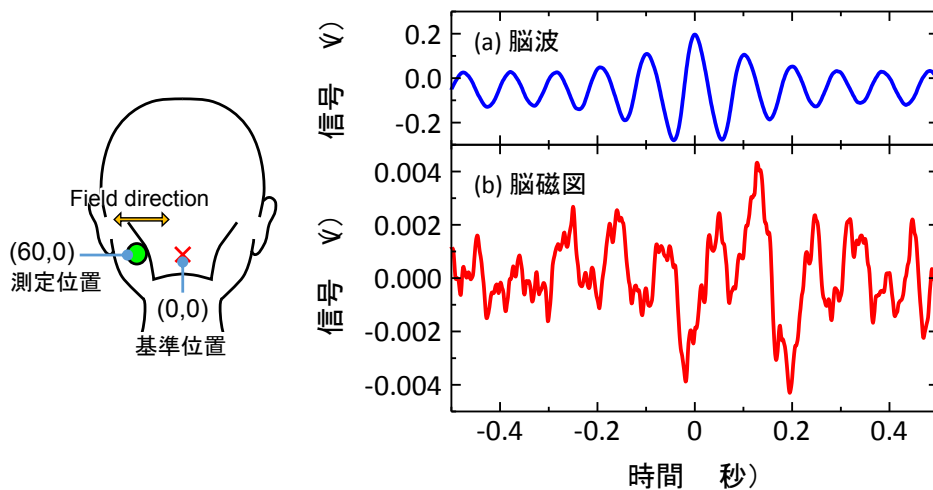 Field direction
(60,0)
測定位置
(0,0)
基準位置
(a) 脳波
信号 V)
0.2
0.0
-0.2
(b) 脳磁図
信号 V)
0.004
0.002
0.000
-0.002
-0.004
-0.4 -0.2 0 0.2 0.4
時間 秒)